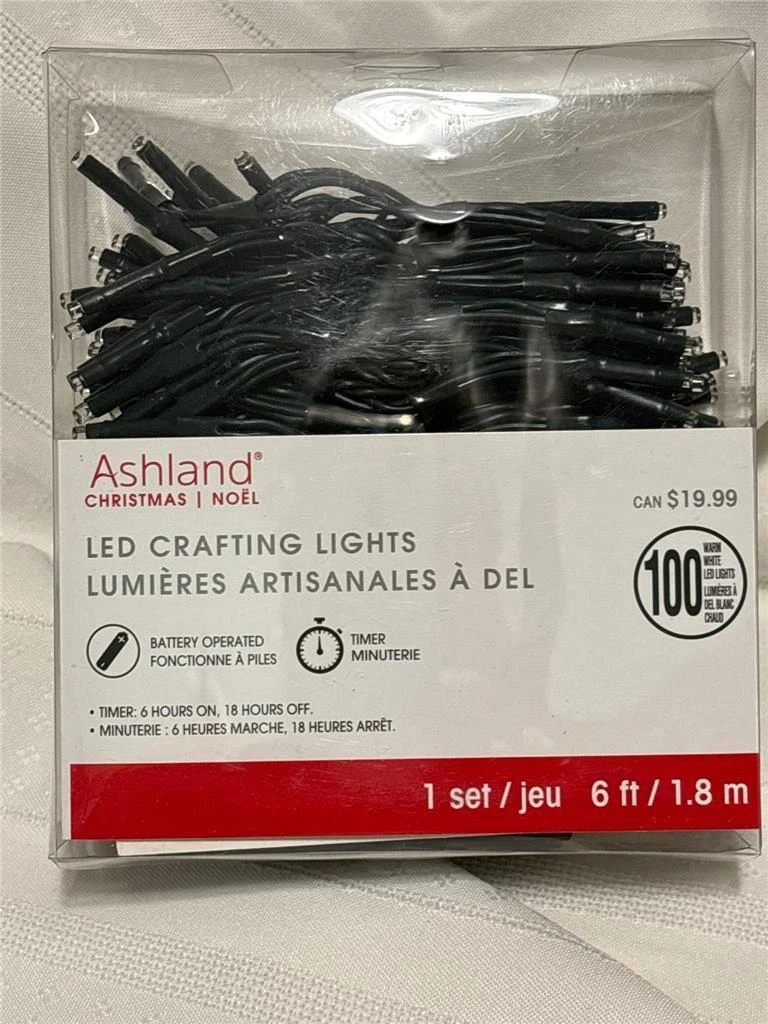 Ashland®
CHRISTMAS | NOËL
CAN $19.99
LED CRAFTING LIGHTS
LUMIÈRES ARTISANALES À DEL
100
WARM
WHITE
LED LIGHTS
LUMIÈRES À
DEL BLANC
CHAUD
BATTERY OPERATED
FONCTIONNE À PILES
TIMER
MINUTERIE
• TIMER: 6 HOURS ON, 18 HOURS OFF.
• MINUTERIE : 6 HEURES MARCHE, 18 HEURES ARRÊT.
1 set / jeu 6 ft / 1.8 m